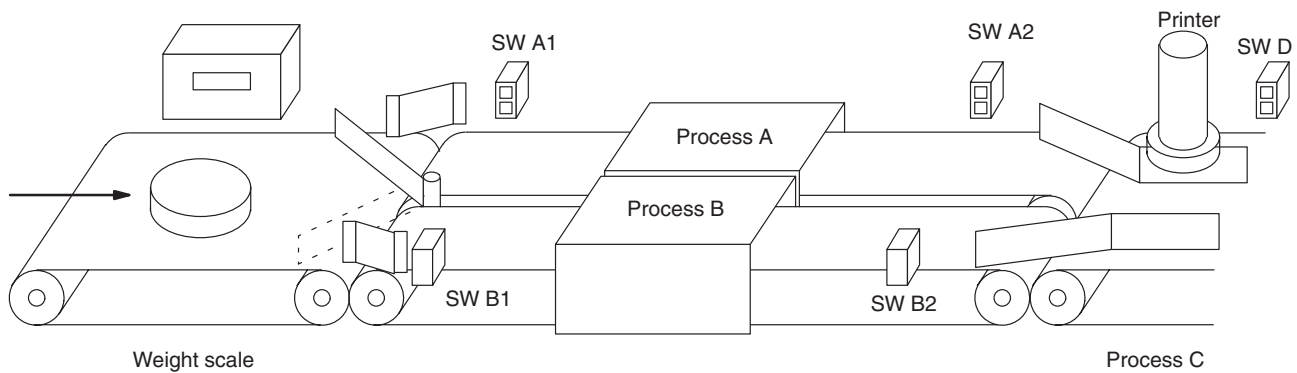 Printer
SW A1
SW A2
SW D
Process A
Process B
SW B1
SW B2
Weight scale
Process C